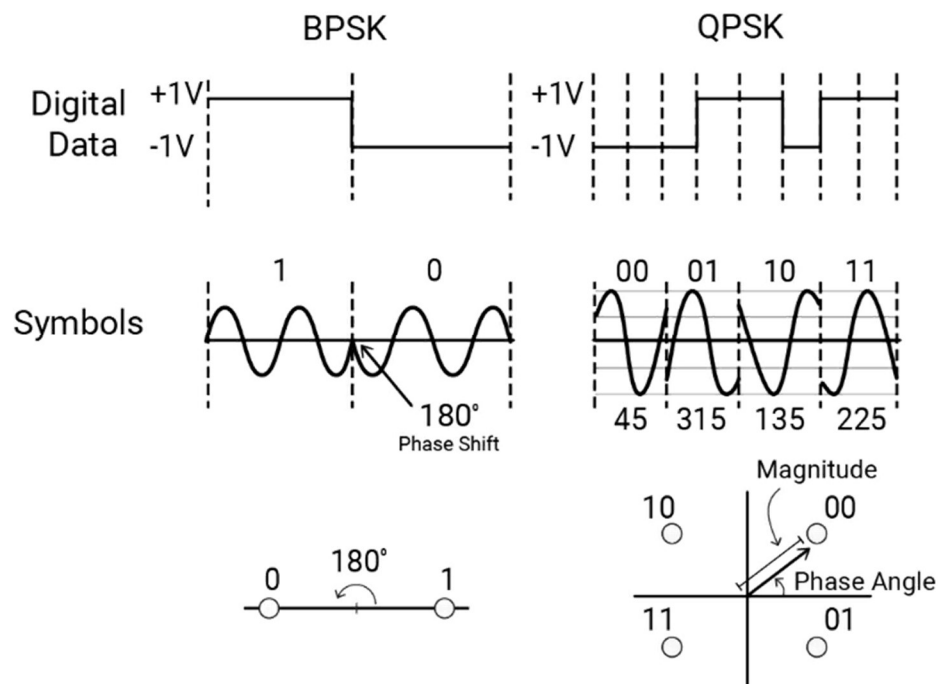 BPSK
QPSK
Digital
Data
+1V
-1V
+1V
-1V
Symbols
1 0
00 01 10 11
180°
Phase Shift
45 315 135 225
Magnitude
10 00
180°
0 1
Phase Angle
11 01